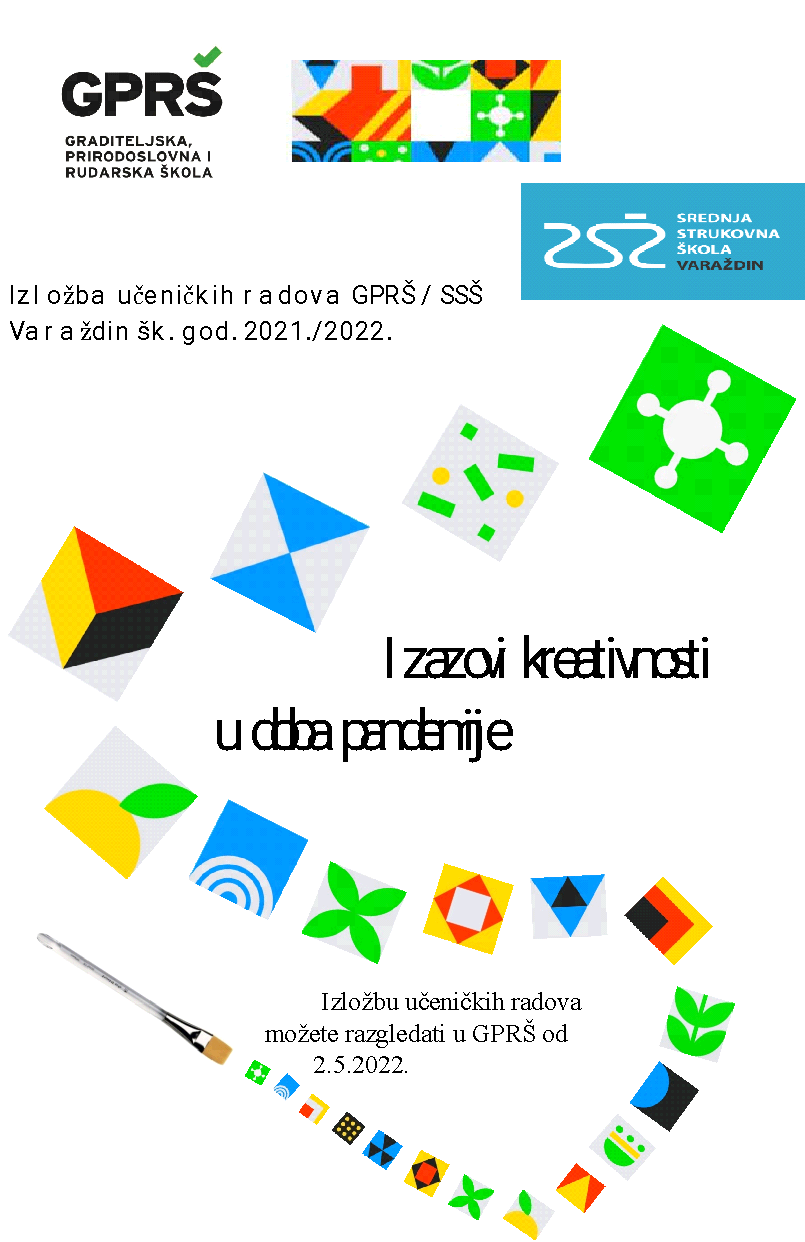 GPRŠ
GRADITELJSKA,
PRIRODOSLOVNA I
RUDARSKA ŠKOLA
SREDNJA
STRUKOVNA
ŠKOLA
VARAŽDIN
Izložba učeničkih radova GPRŠ / SSŠ
Varaždin šk. god. 2021./2022.
Izazovi kreativnosti
u doba pandemije
Izložbu učeničkih radova
možete razgledati u GPRŠ od
2.5.2022.